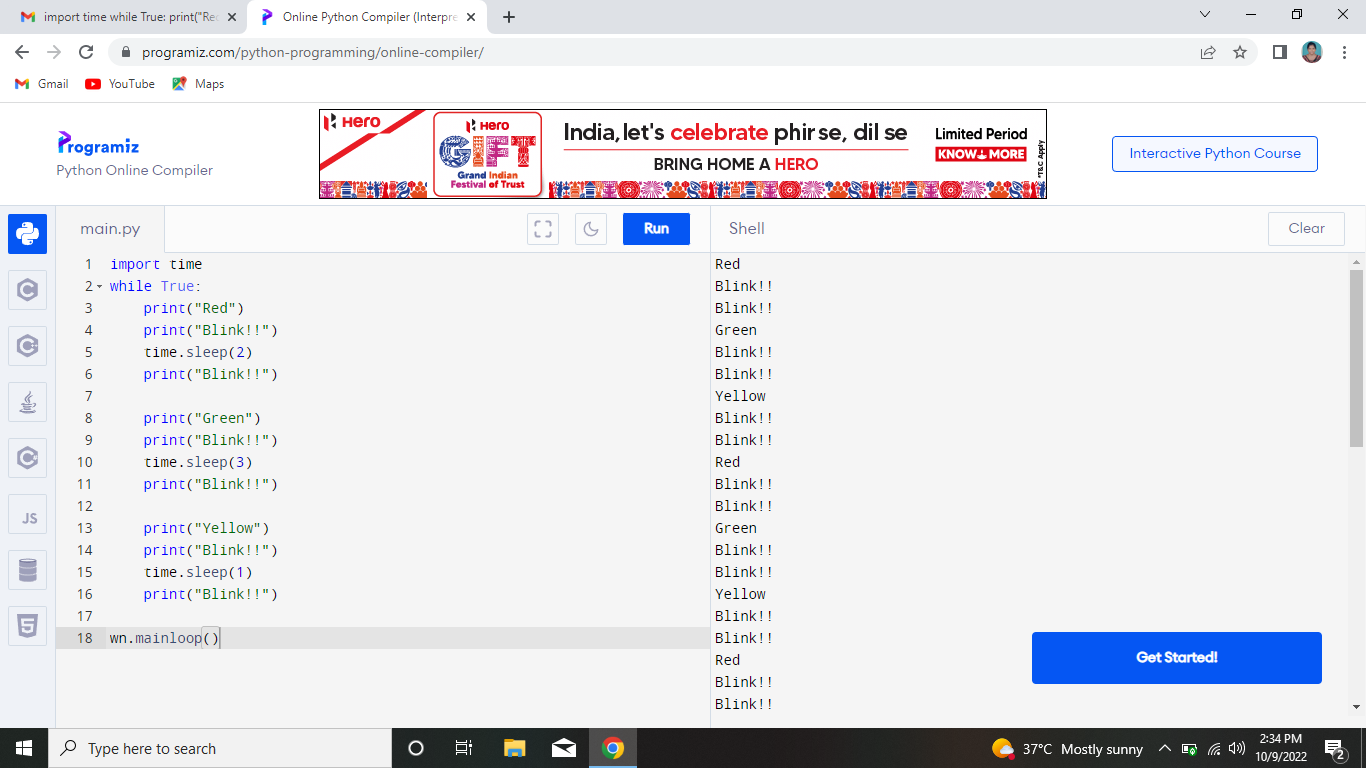 import time while True: print("Re
Online Python Compiler (Interpre
programiz.com/python-programming/online-compiler/
Gmail
YouTube
Maps
Programiz
Python Online Compiler
Hero
Hero
GIFT
Grand Indian
Festival of Trust
India, let's celebrate phir se, dil se
BRING HOME A HERO
Limited Period
KNOW MORE
*T&C Apply
Interactive Python Course
main.py
Run
Shell
Clear
1 import time
2 while True:
3     print("Red")
4     print("Blink!!")
5     time.sleep(2)
6     print("Blink!!")
7
8     print("Green")
9     print("Blink!!")
10     time.sleep(3)
11     print("Blink!!")
12
13     print("Yellow")
14     print("Blink!!")
15     time.sleep(1)
16     print("Blink!!")
17
18 wn.mainloop()
Red
Blink!!
Blink!!
Green
Blink!!
Blink!!
Yellow
Blink!!
Blink!!
Red
Blink!!
Blink!!
Green
Blink!!
Blink!!
Yellow
Blink!!
Blink!!
Red
Blink!!
Blink!!
Get Started!
JS
Type here to search
37°C Mostly sunny
2:34 PM
10/9/2022
2